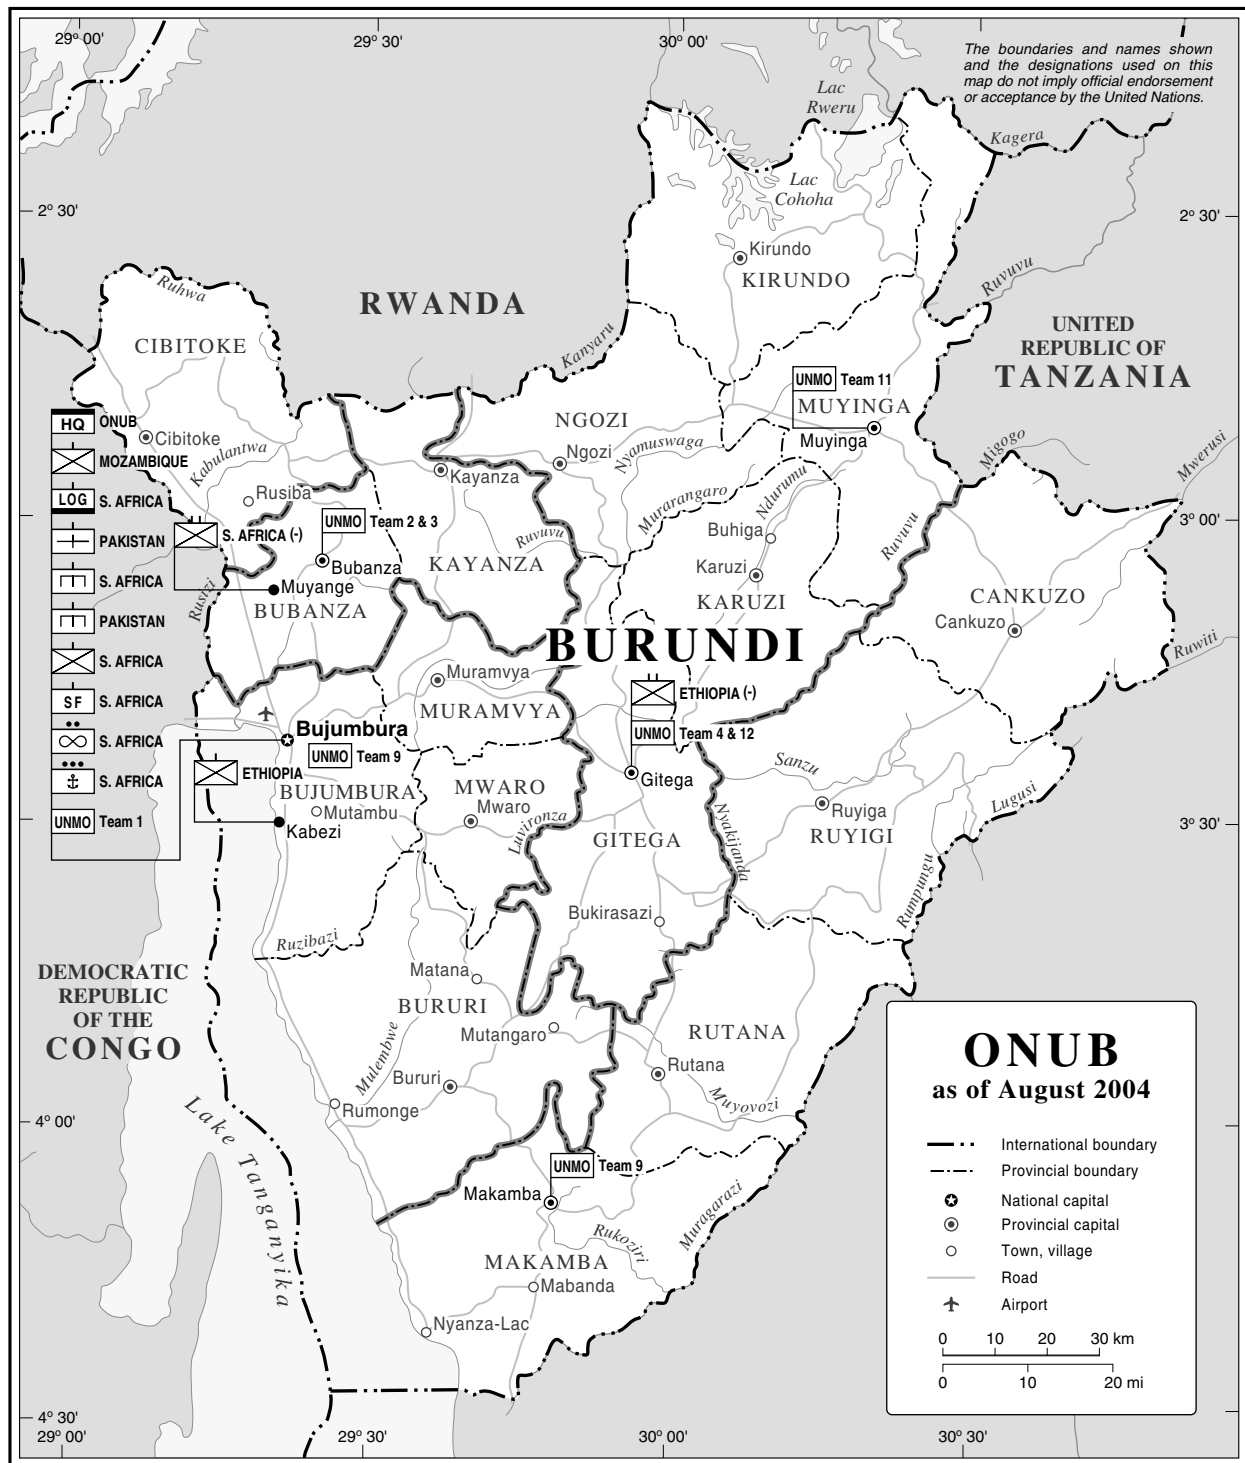 29° 00'
29° 30'
30° 00'
The boundaries and names shown
and the designations used on this
map do not imply official endorsement
or acceptance by the United Nations.
Lac
Rweru
Kagera
Lac
Cohoha
2° 30'
2° 30'
Kirundo
KIRUNDO
Ruvuvu
Ruhwa
RWANDA
UNITED
REPUBLIC OF
TANZANIA
CIBITOKE
Kanyaru
UNMO Team 11
MUYINGA
HQ ONUB
NGOZI
Cibitoke
Muyinga
Nyamuswaga
Migogo
Mwerusi
MOZAMBIQUE
Kabulantwa
Ngozi
Kayanza
Ndurumu
LOG S. AFRICA
Rusiba
Murarangaro
3° 00'
UNMO Team 2 & 3
S. AFRICA (-)
Buhiga
Ruvuvu
Ruvuvu
PAKISTAN
Bubanza
KAYANZA
Karuzi
S. AFRICA
Muyange
KARUZI
CANKUZO
Rusizi
BUBANZA
PAKISTAN
Cankuzo
BURUNDI
Ruwiti
S. AFRICA
Muramvya
ETHIOPIA (-)
SF S. AFRICA
MURAMVYA
Bujumbura
UNMO Team 4 & 12
S. AFRICA
UNMO Team 9
Sanzu
ETHIOPIA
Gitega
S. AFRICA
BUJUMBURA
MWARO
Lugusi
Mutambu
Mwaro
Ruyiga
UNMO Team 1
Kabezi
Luvironza
GITEGA
Nyakijanda
RUYIGI
3° 30'
Rumpungu
Bukirasazi
Ruzibazi
DEMOCRATIC
REPUBLIC
OF THE
CONGO
Matana
BURURI
Mutangaro
RUTANA
Mulembwe
Rutana
Bururi
Muyovozi
Rumonge
4° 00'
Lake Tanganyika
UNMO Team 9
Makamba
Muragarazi
Rukoziri
MAKAMBA
Mabanda
Nyanza-Lac
ONUB
as of August 2004
International boundary
Provincial boundary
National capital
Provincial capital
Town, village
Road
Airport
0 10 20 30 km
0 10 20 mi
4° 30'
29° 00'
29° 30'
30° 00'
30° 30'